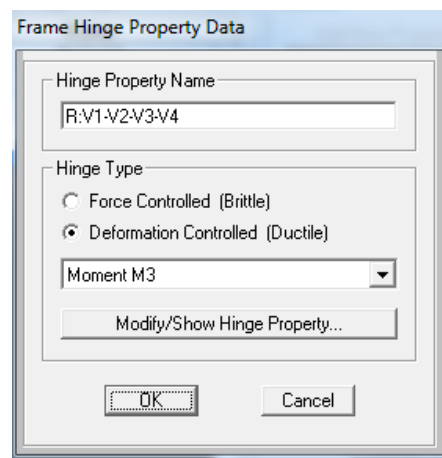 Frame Hinge Property Data
Hinge Property Name
R:V1-V2-V3-V4
Hinge Type
Force Controlled (Brittle)
Deformation Controlled (Ductile)
Moment M3
Modify/Show Hinge Property...
OK
Cancel